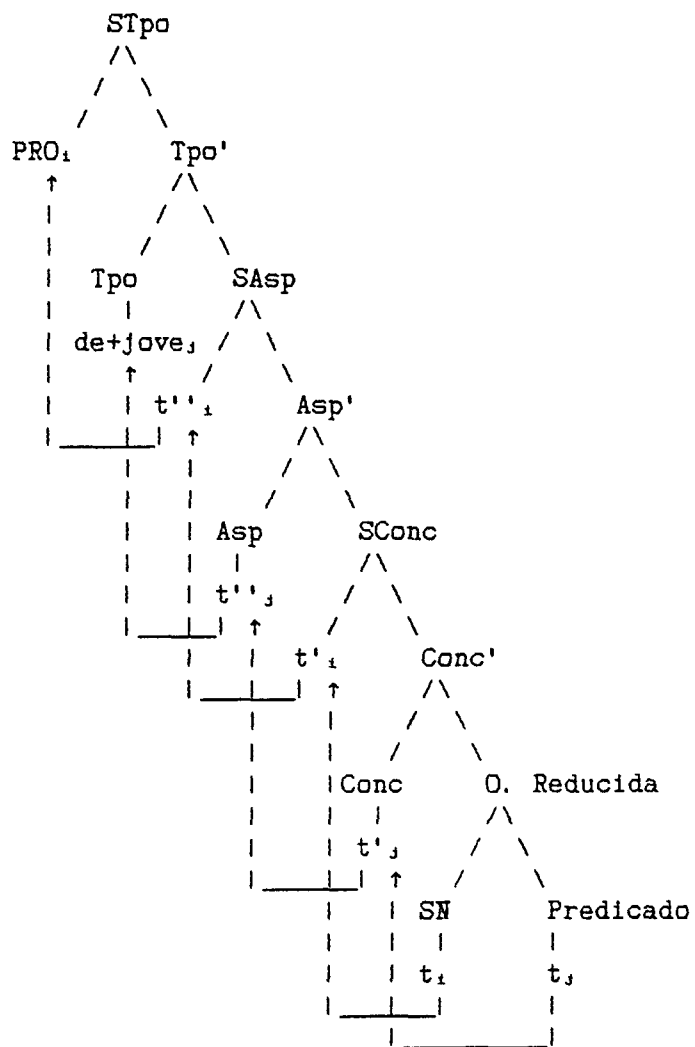 STpo
PROᵢ Tpo'
Tpo SAsp
de+joveⱼ
t''ᵢ Asp'
Asp SConc
t''ⱼ
t'ᵢ Conc'
Conc O. Reducida
t'ⱼ
SN Predicado
tᵢ tⱼ